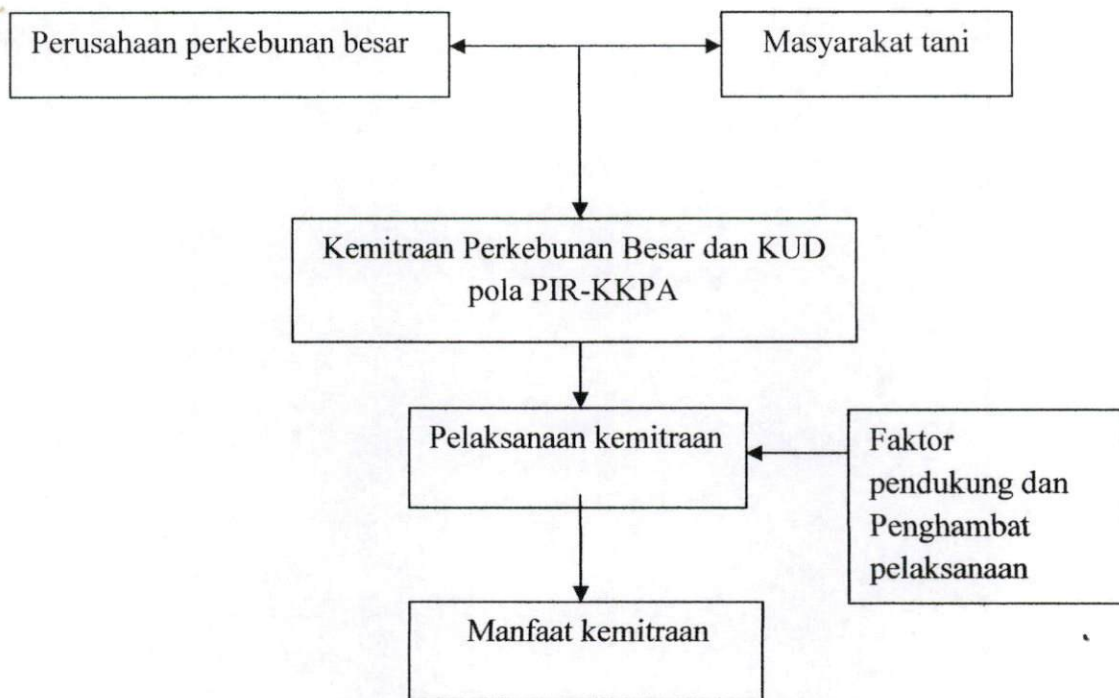 Perusahaan perkebunan besar
Masyarakat tani
Kemitraan Perkebunan Besar dan KUD
pola PIR-KKPA
Pelaksanaan kemitraan
Faktor
pendukung dan
Penghambat
pelaksanaan
Manfaat kemitraan